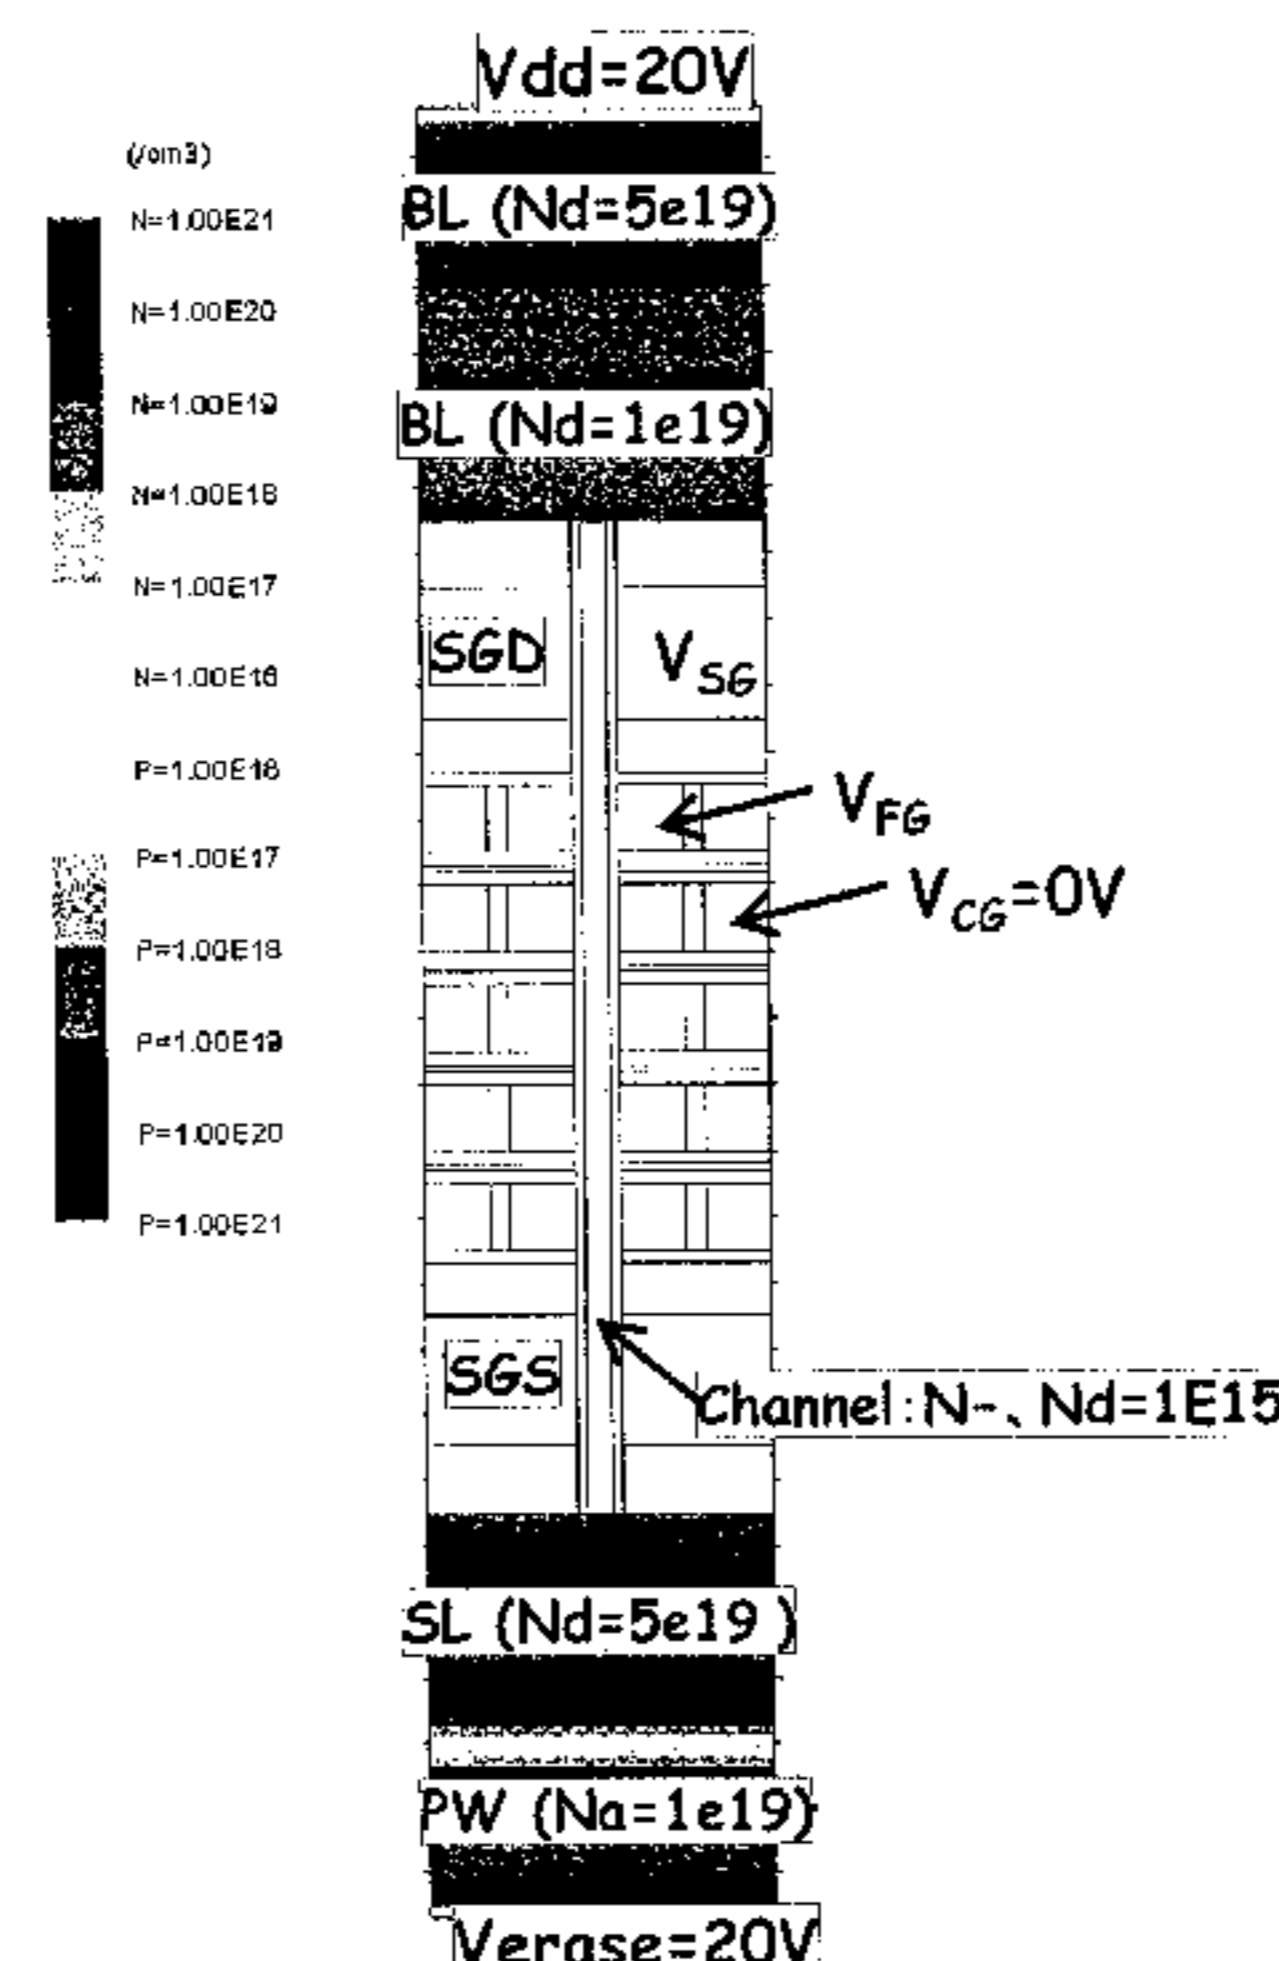 Vdd=20V
(/cm3)
BL (Nd=5e19)
N=1.00E21
N=1.00E20
N=1.00E19
BL (Nd=1e19)
N=1.00E18
N=1.00E17
SGD
VSG
N=1.00E16
P=1.00E16
VFG
P=1.00E17
VCG=0V
P=1.00E18
P=1.00E19
P=1.00E20
P=1.00E21
SGS
Channel:N-、Nd=1E15
SL (Nd=5e19 )
PW (Na=1e19)
Verase=20V